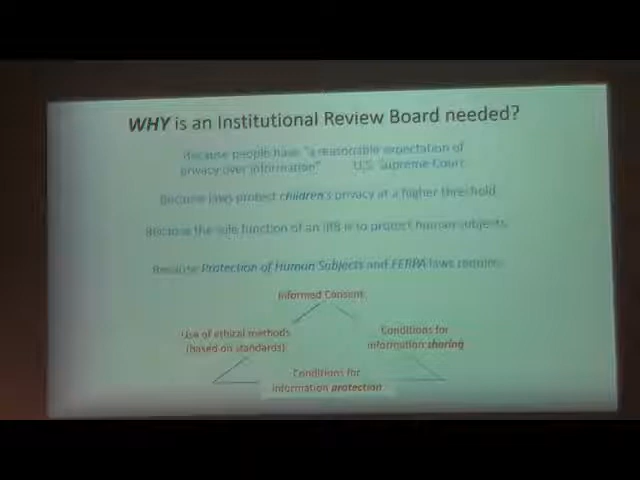 WHY is an Institutional Review Board needed?
Because people have "a reasonable expectation of
privacy over information" U.S. Supreme Court
Because laws protect children's privacy at a higher threshold
Because the sole function of an IRB is to protect human subjects
Because Protection of Human Subjects and FERPA laws require:
Informed Consent
Use of ethical methods
(based on standards)
Conditions for
information sharing
Conditions for
information protection